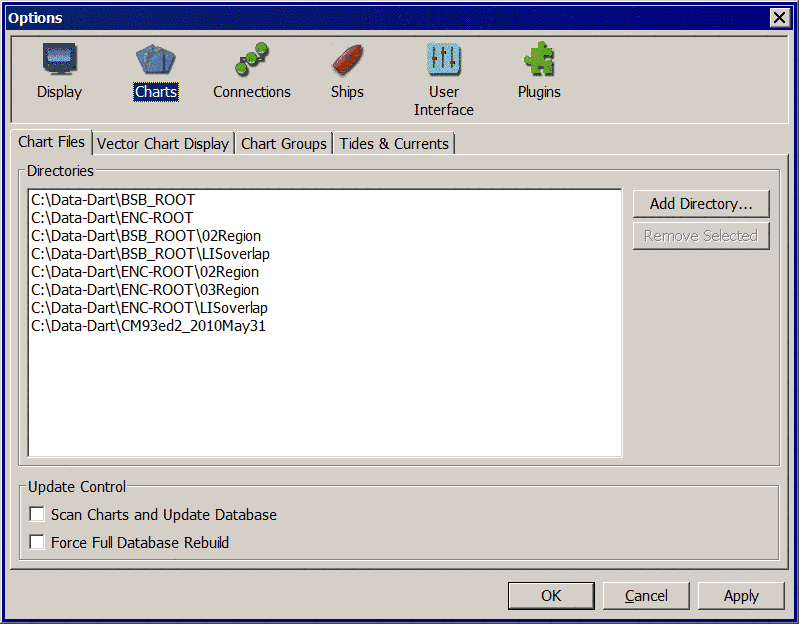 Options
Display
Charts
Connections
Ships
User
Interface
Plugins
Chart Files
Vector Chart Display
Chart Groups
Tides & Currents
Directories
C:\Data-Dart\BSB_ROOT
C:\Data-Dart\ENC-ROOT
C:\Data-Dart\BSB_ROOT\02Region
C:\Data-Dart\BSB_ROOT\LISoverlap
C:\Data-Dart\ENC-ROOT\02Region
C:\Data-Dart\ENC-ROOT\03Region
C:\Data-Dart\ENC-ROOT\LISoverlap
C:\Data-Dart\CM93ed2_2010May31
Add Directory...
Remove Selected
Update Control
Scan Charts and Update Database
Force Full Database Rebuild
OK
Cancel
Apply